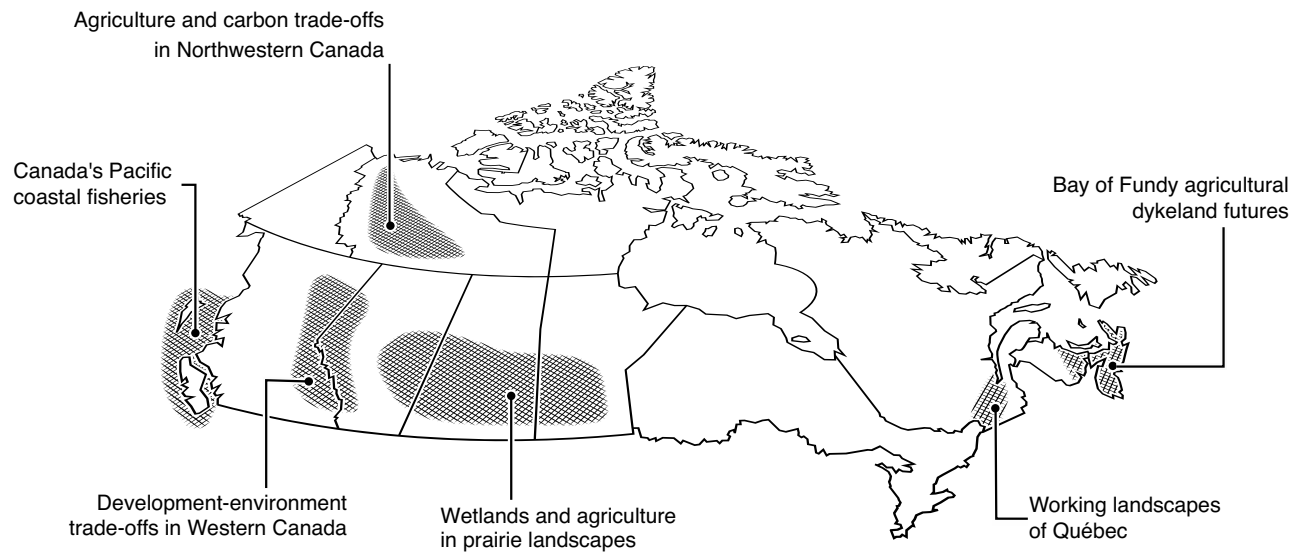 Agriculture and carbon trade-offs
in Northwestern Canada
Canada's Pacific
coastal fisheries
Bay of Fundy agricultural
dykeland futures
Development-environment
trade-offs in Western Canada
Wetlands and agriculture
in prairie landscapes
Working landscapes
of Québec